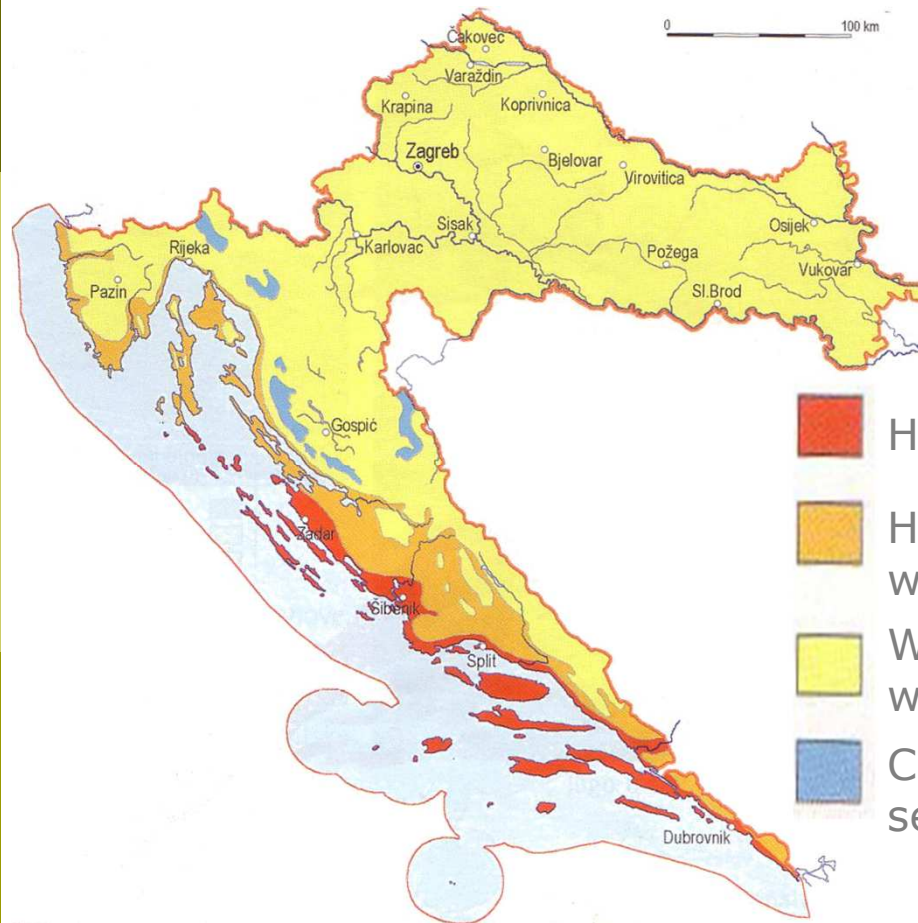 0 100 km
Čakovec
Varaždin
Krapina
Koprivnica
Zagreb
Bjelovar
Virovitica
Rijeka
Karlovac
Sisak
Osijek
Pazin
Požega
Vukovar
Sl.Brod
Gospić
Zadar
Šibenik
Split
Dubrovnik
H
H
w
W
w
C
se